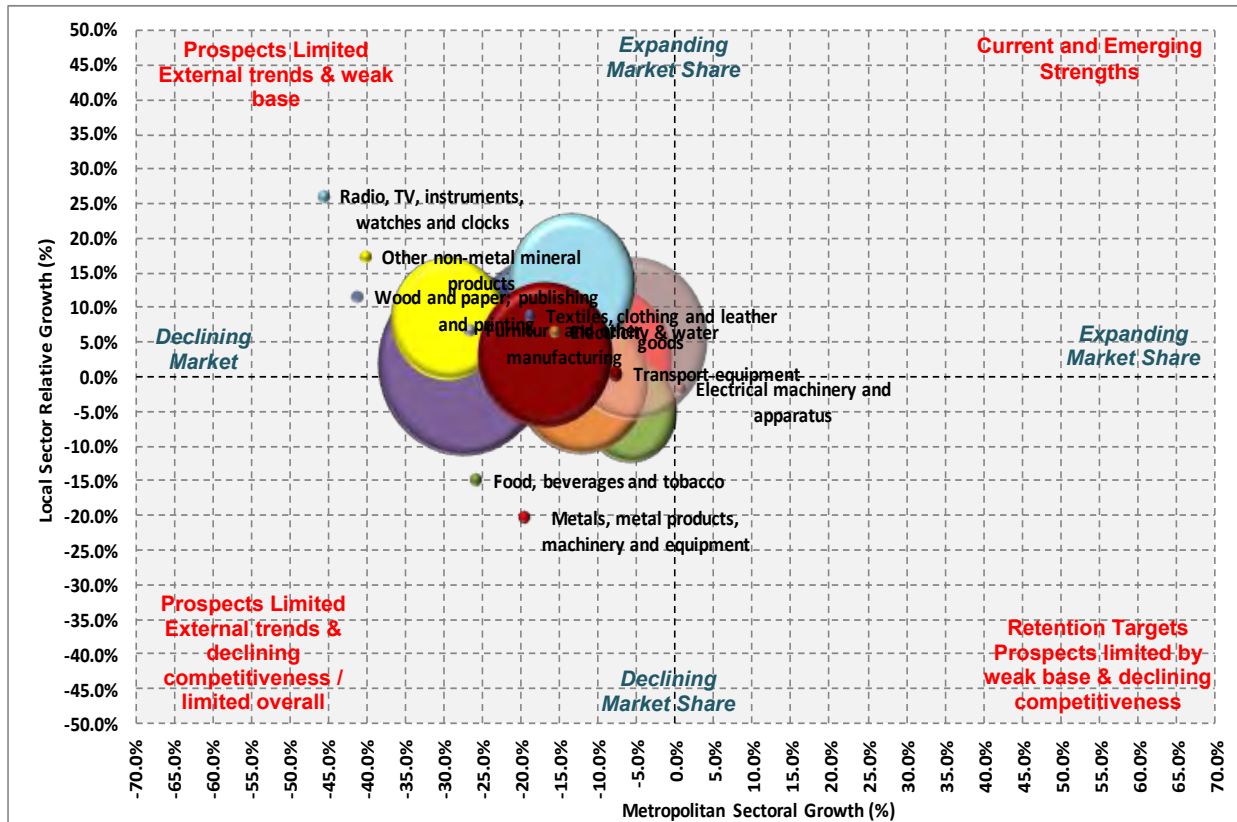 50.0%
45.0%
40.0%
35.0%
30.0%
25.0%
20.0%
15.0%
10.0%
5.0%
0.0%
-5.0%
-10.0%
-15.0%
-20.0%
-25.0%
-30.0%
-35.0%
-40.0%
-45.0%
-50.0%
Local Sector Relative Growth (%)
Prospects Limited
External trends & weak
base
Expanding
Market Share
Current and Emerging
Strengths
Radio, TV, instruments,
watches and clocks
Other non-metal mineral
products
Wood and paper; publishing
and printing
Textiles, clothing and leather
goods
Furniture and other
manufacturing
Electricity & water
Declining
Market
Expanding
Market Share
Transport equipment
Electrical machinery and
apparatus
Food, beverages and tobacco
Metals, metal products,
machinery and equipment
Prospects Limited
External trends &
declining
competitiveness /
limited overall
Declining
Market Share
Retention Targets
Prospects limited by
weak base & declining
competitiveness
-70.0%
-65.0%
-60.0%
-55.0%
-50.0%
-45.0%
-40.0%
-35.0%
-30.0%
-25.0%
-20.0%
-15.0%
-10.0%
-5.0%
0.0%
5.0%
10.0%
15.0%
20.0%
25.0%
30.0%
35.0%
40.0%
45.0%
50.0%
55.0%
60.0%
65.0%
70.0%
Metropolitan Sectoral Growth (%)